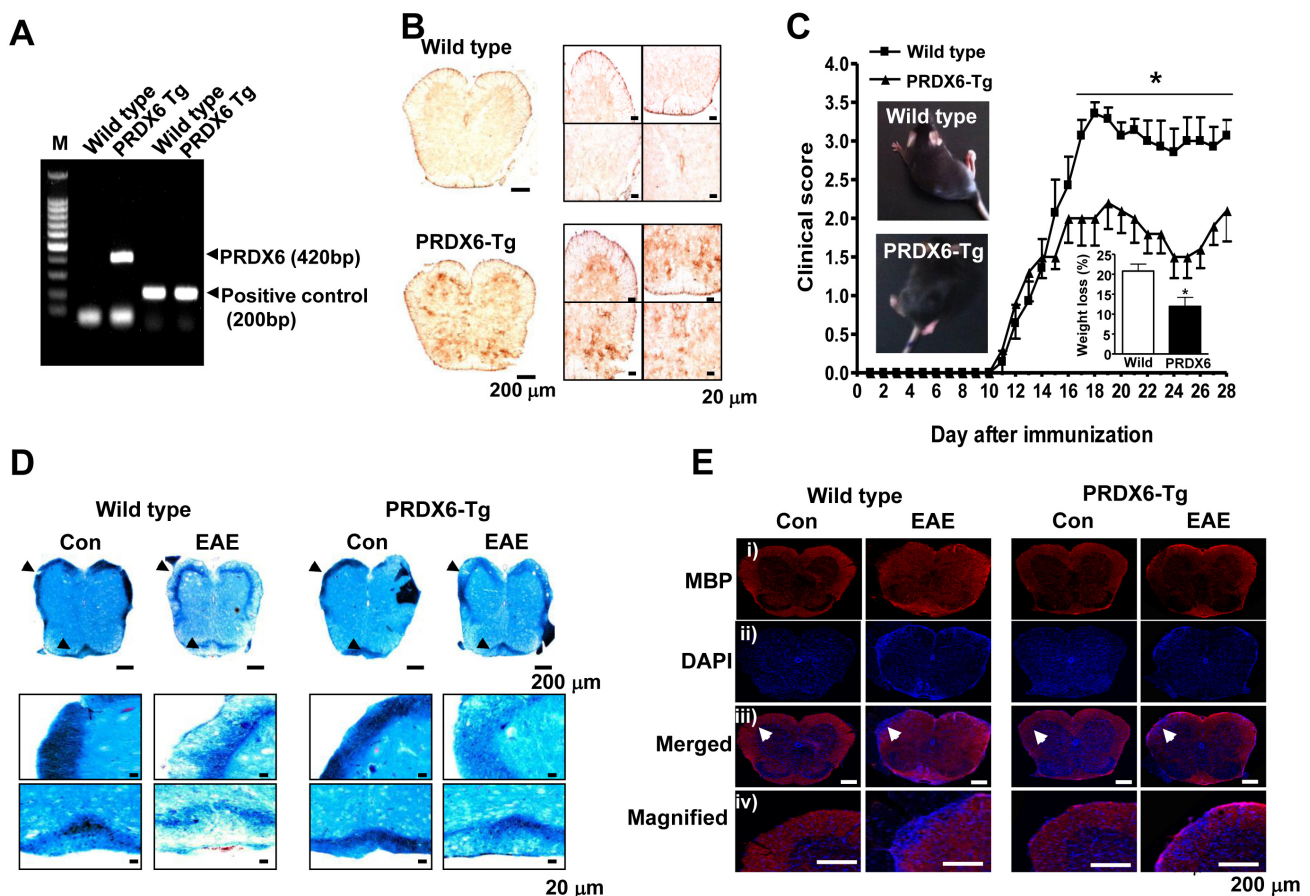 A
M
Wild type
PRDX6 Tg
Wild type
PRDX6 Tg
PRDX6 (420bp)
Positive control
(200bp)
B
Wild type
PRDX6-Tg
200 μm
20 μm
C
Wild type
PRDX6-Tg
Clinical score
4.0
3.5
3.0
2.5
2.0
1.5
1.0
0.5
0.0
*
Wild type
PRDX6-Tg
Weight loss (%)
25
20
15
10
5
0
*
Wild PRDX6
0 2 4 6 8 10 12 14 16 18 20 22 24 26 28
Day after immunization
D
Wild type PRDX6-Tg
Con EAE Con EAE
200 μm
20 μm
E
Wild type PRDX6-Tg
Con EAE Con EAE
MBP i)
DAPI ii)
Merged iii)
Magnified iv)
200 μm